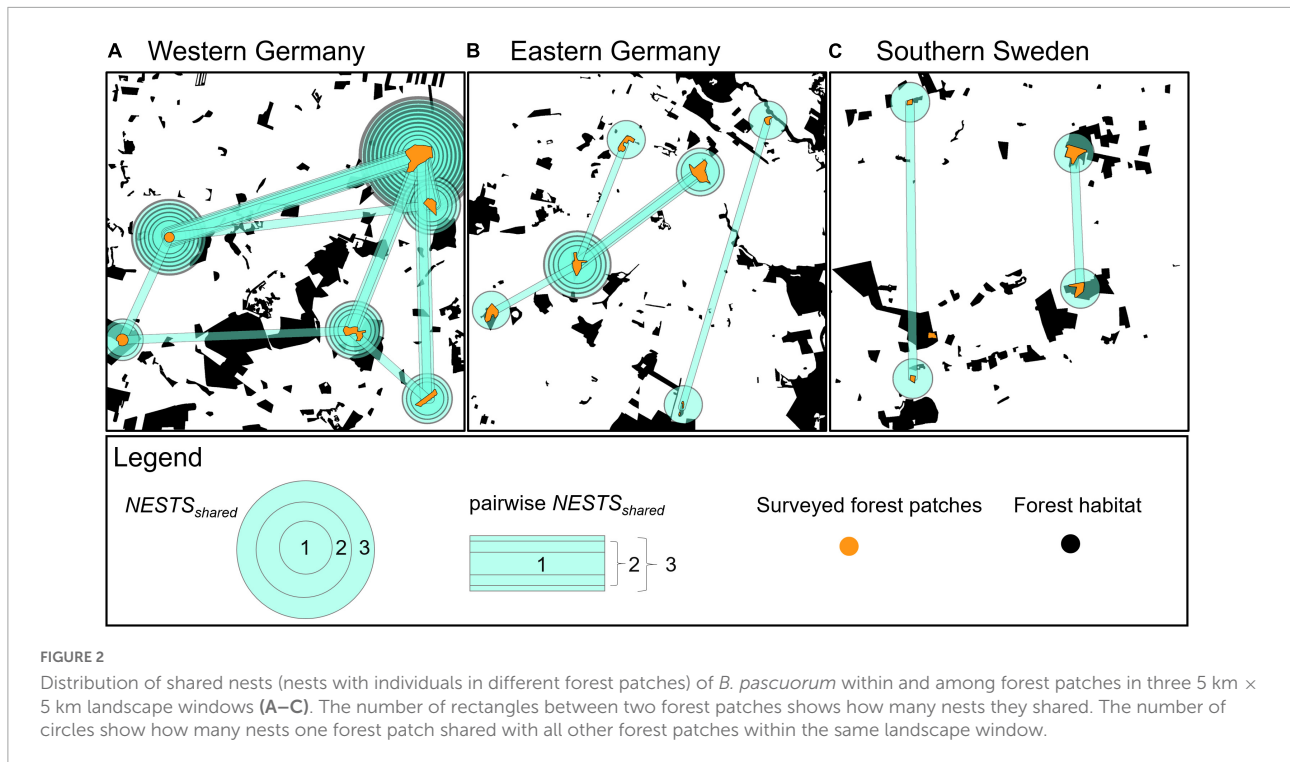 A Western Germany
B Eastern Germany
C Southern Sweden
Legend
NESTSshared
1 2 3
pairwise NESTSshared
1 2 3
Surveyed forest patches
Forest habitat
FIGURE 2
Distribution of shared nests (nests with individuals in different forest patches) of B. pascuorum within and among forest patches in three 5 km ×
5 km landscape windows (A–C). The number of rectangles between two forest patches shows how many nests they shared. The number of
circles show how many nests one forest patch shared with all other forest patches within the same landscape window.